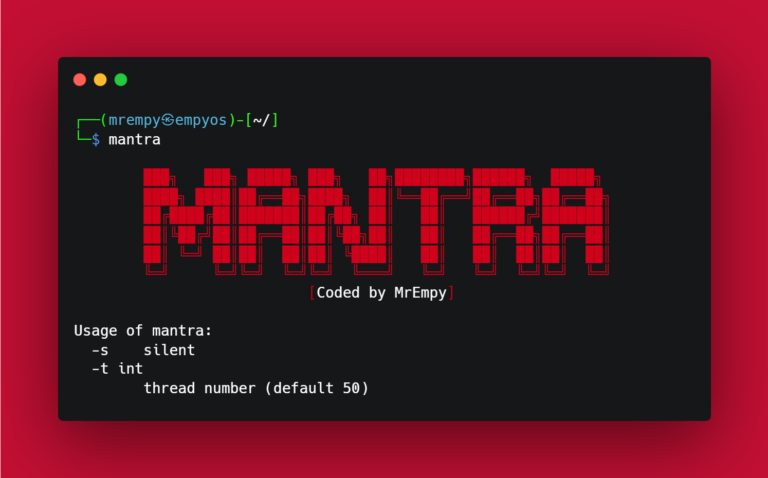 ┌──(mrempy㉿empyos)-[~/]
└─$ mantra
MANTRA
[Coded by MrEmpy]
Usage of mantra:
  -s    silent
  -t int
        thread number (default 50)